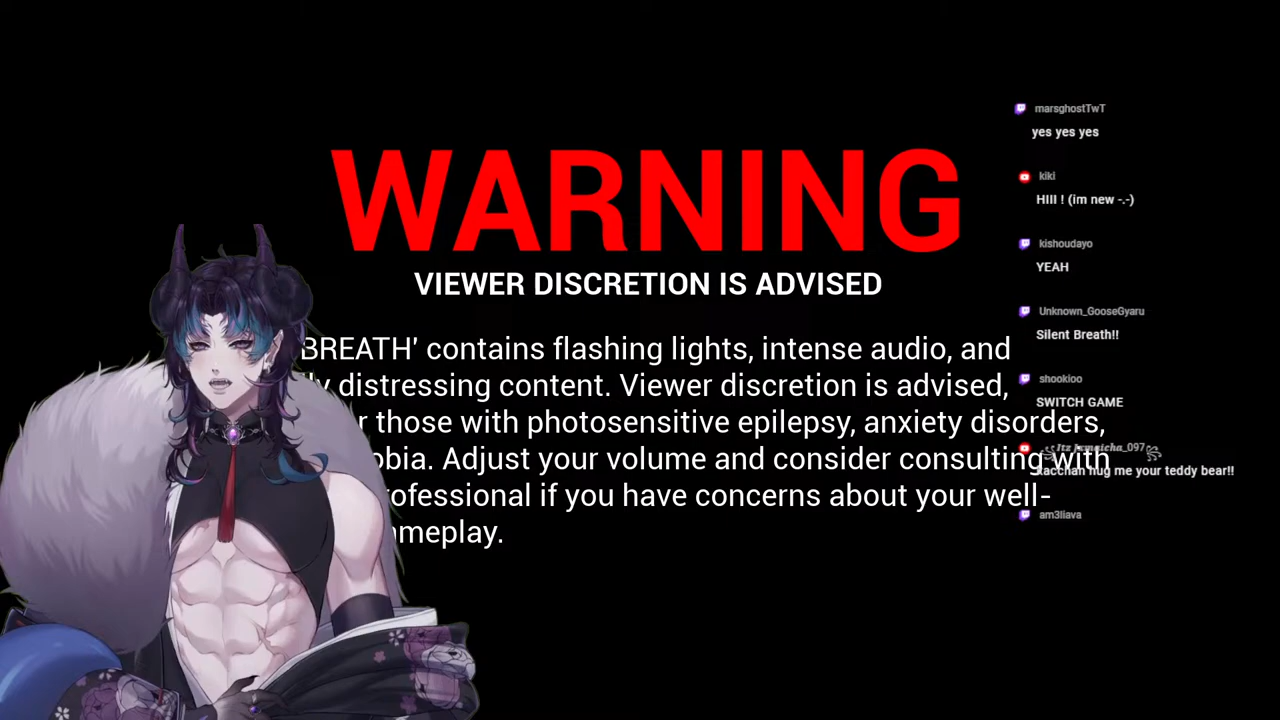 WARNING
VIEWER DISCRETION IS ADVISED
BREATH' contains flashing lights, intense audio, and
distressing content. Viewer discretion is advised,
those with photosensitive epilepsy, anxiety disorders,
Adjust your volume and consider consulting with
if you have concerns about your well-
marsghostTwT
yes yes yes
kiki
HIII ! (im new -.-)
kishoudayo
YEAH
Unknown_GooseGyaru
Silent Breath!!
shookioo
SWITCH GAME
hug me your teddy bear!!
am3liava